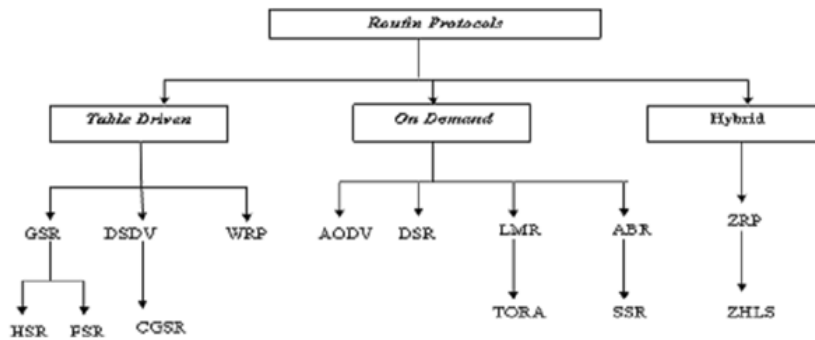 Routin Protocols
Table Driven
On Demand
Hybrid
GSR
DSDV
WRP
AODV
DSR
LMR
ABR
ZRP
HSR
FSR
CGSR
TORA
SSR
ZHLS